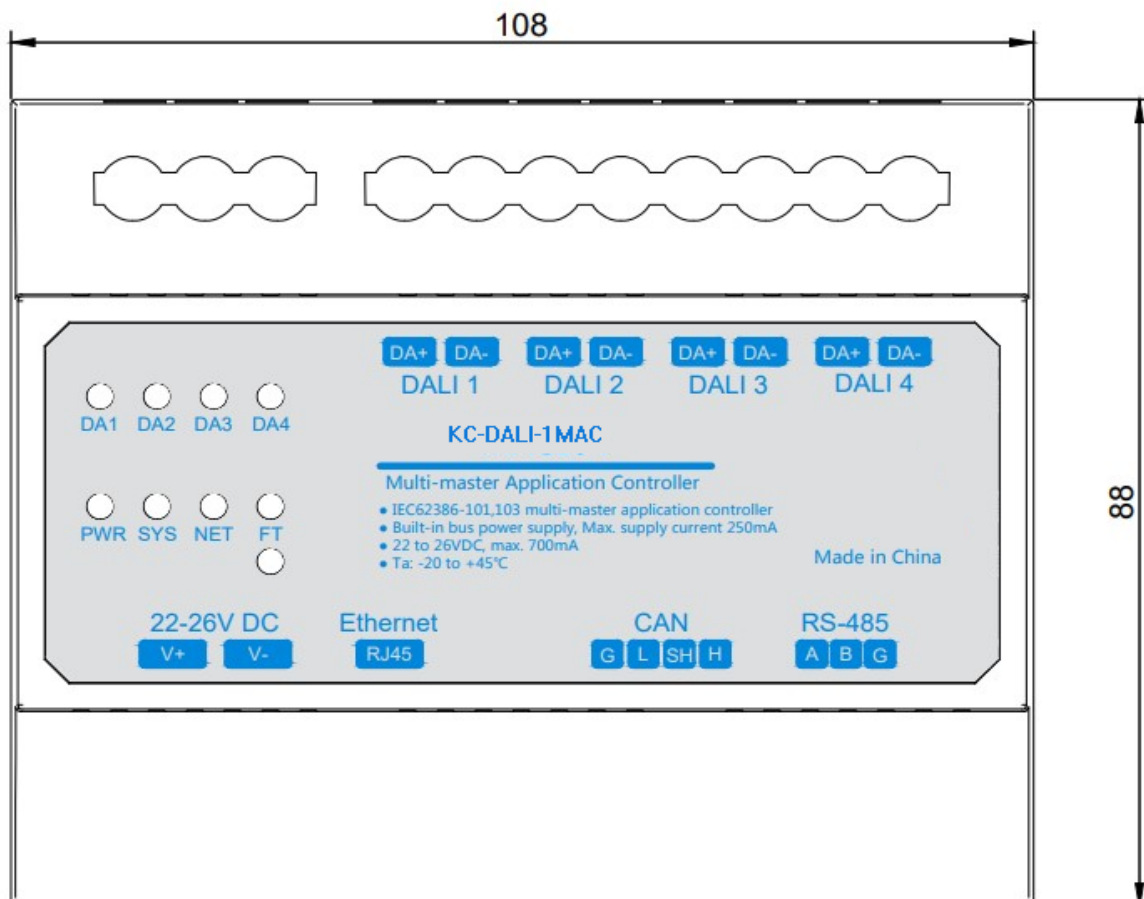 108
88
DA+ DA- DA+ DA- DA+ DA- DA+ DA-
DALI 1 DALI 2 DALI 3 DALI 4
DA1 DA2 DA3 DA4
KC-DALI-1MAC
Multi-master Application Controller
● IEC62386-101,103 multi-master application controller
● Built-in bus power supply, Max. supply current 250mA
● 22 to 26VDC, max. 700mA
● Ta: -20 to +45℃
PWR SYS NET FT
Made in China
22-26V DC Ethernet CAN RS-485
V+ V- RJ45 G L SH H A B G